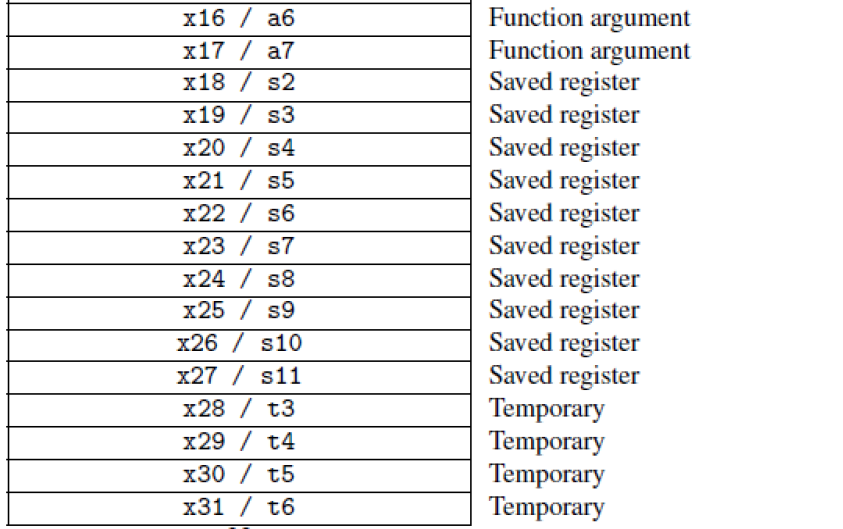 x16 / a6 Function argument
x17 / a7 Function argument
x18 / s2 Saved register
x19 / s3 Saved register
x20 / s4 Saved register
x21 / s5 Saved register
x22 / s6 Saved register
x23 / s7 Saved register
x24 / s8 Saved register
x25 / s9 Saved register
x26 / s10 Saved register
x27 / s11 Saved register
x28 / t3 Temporary
x29 / t4 Temporary
x30 / t5 Temporary
x31 / t6 Temporary